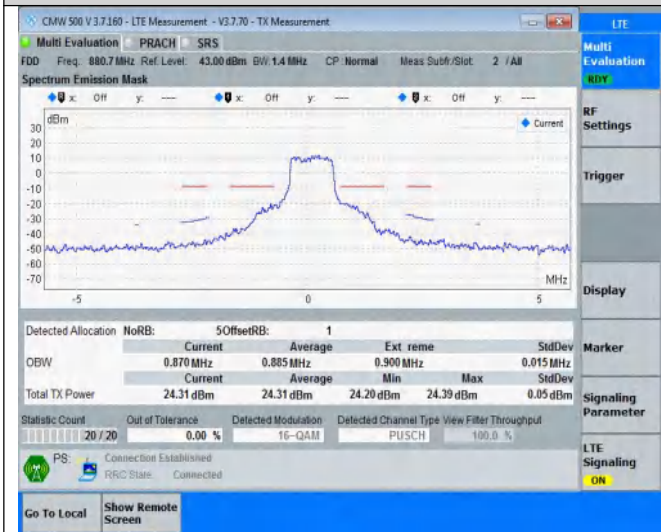 CMW 500 V 3.7.160 - LTE Measurement - V3.7.70 - TX Measurement
LTE
Multi Evaluation PRACH SRS
FDD Freq: 880.7 MHz Ref. Level: 43.00 dBm BW: 1.4 MHz CP: Normal Meas Subfr./Slot: 2 / All
Spectrum Emission Mask
x: Off y: --- x: Off y: --- x: Off y: ---
dBm
Current
30
20
10
0
-10
-20
-30
-40
-50
-60
-70
MHz
-5 0 5
Detected Allocation NoRB: 5 OffsetRB: 1
Current Average Extreme StdDev
OBW 0.870 MHz 0.885 MHz 0.900 MHz 0.015 MHz
Current Average Min Max StdDev
Total TX Power 24.31 dBm 24.31 dBm 24.20 dBm 24.39 dBm 0.05 dBm
Statistic Count Out of Tolerance Detected Modulation Detected Channel Type View Filter Throughput
20 / 20 0.00 % 16-QAM PUSCH 100.0 %
PS: Connection Established
RRC State: Connected
Multi
Evaluation
RDY
RF
Settings
Trigger
Display
Marker
Signaling
Parameter
LTE
Signaling
ON
Go To Local
Show Remote
Screen